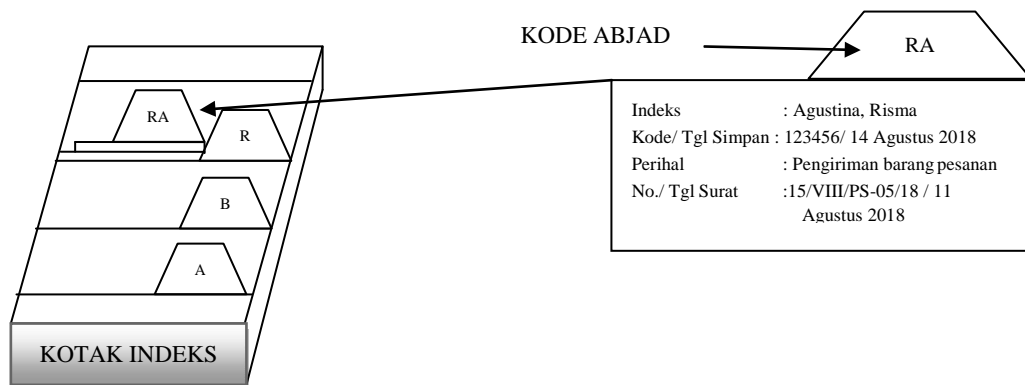 KODE ABJAD
RA
RA
R
B
A
KOTAK INDEKS
Indeks : Agustina, Risma
Kode/ Tgl Simpan : 123456/ 14 Agustus 2018
Perihal : Pengiriman barang pesanan
No./ Tgl Surat :15/VIII/PS-05/18 / 11
Agustus 2018